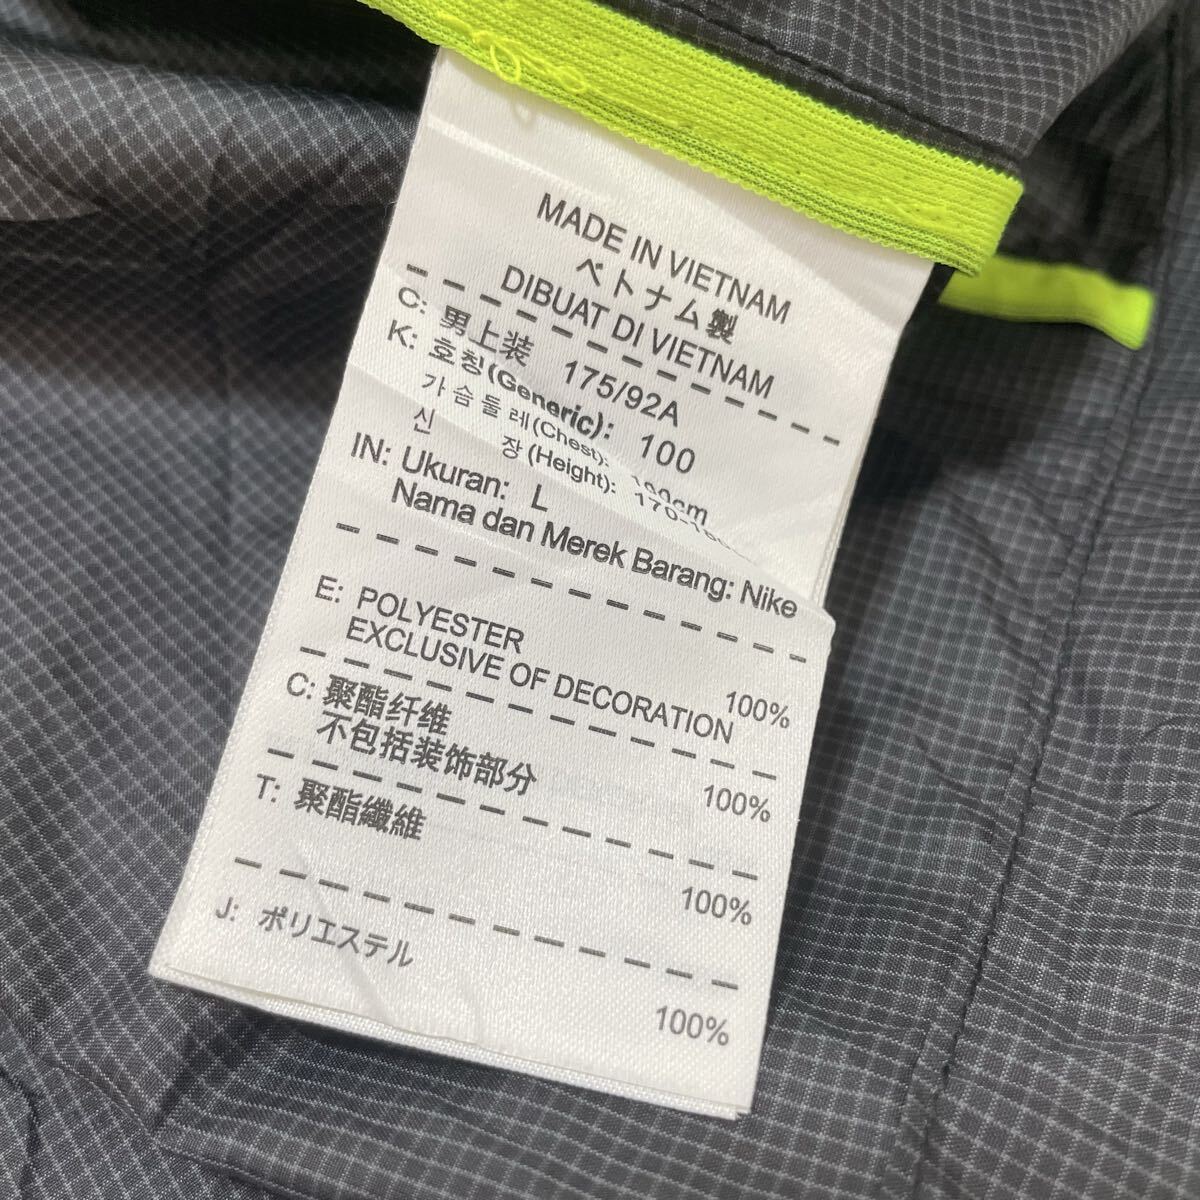 MADE IN VIETNAM
ベトナム製
DIBUAT DI VIETNAM
C: 男上装 175/92A
K: 호칭(Generic): 100
가슴둘레(Chest): 100cm
신 장(Height):
IN: Ukuran: L
Nama dan Merek Barang: Nike
E: POLYESTER 100%
EXCLUSIVE OF DECORATION
C: 聚酯纤维 100%
不包括装饰部分
T: 聚酯纖維 100%
J: ポリエステル 100%